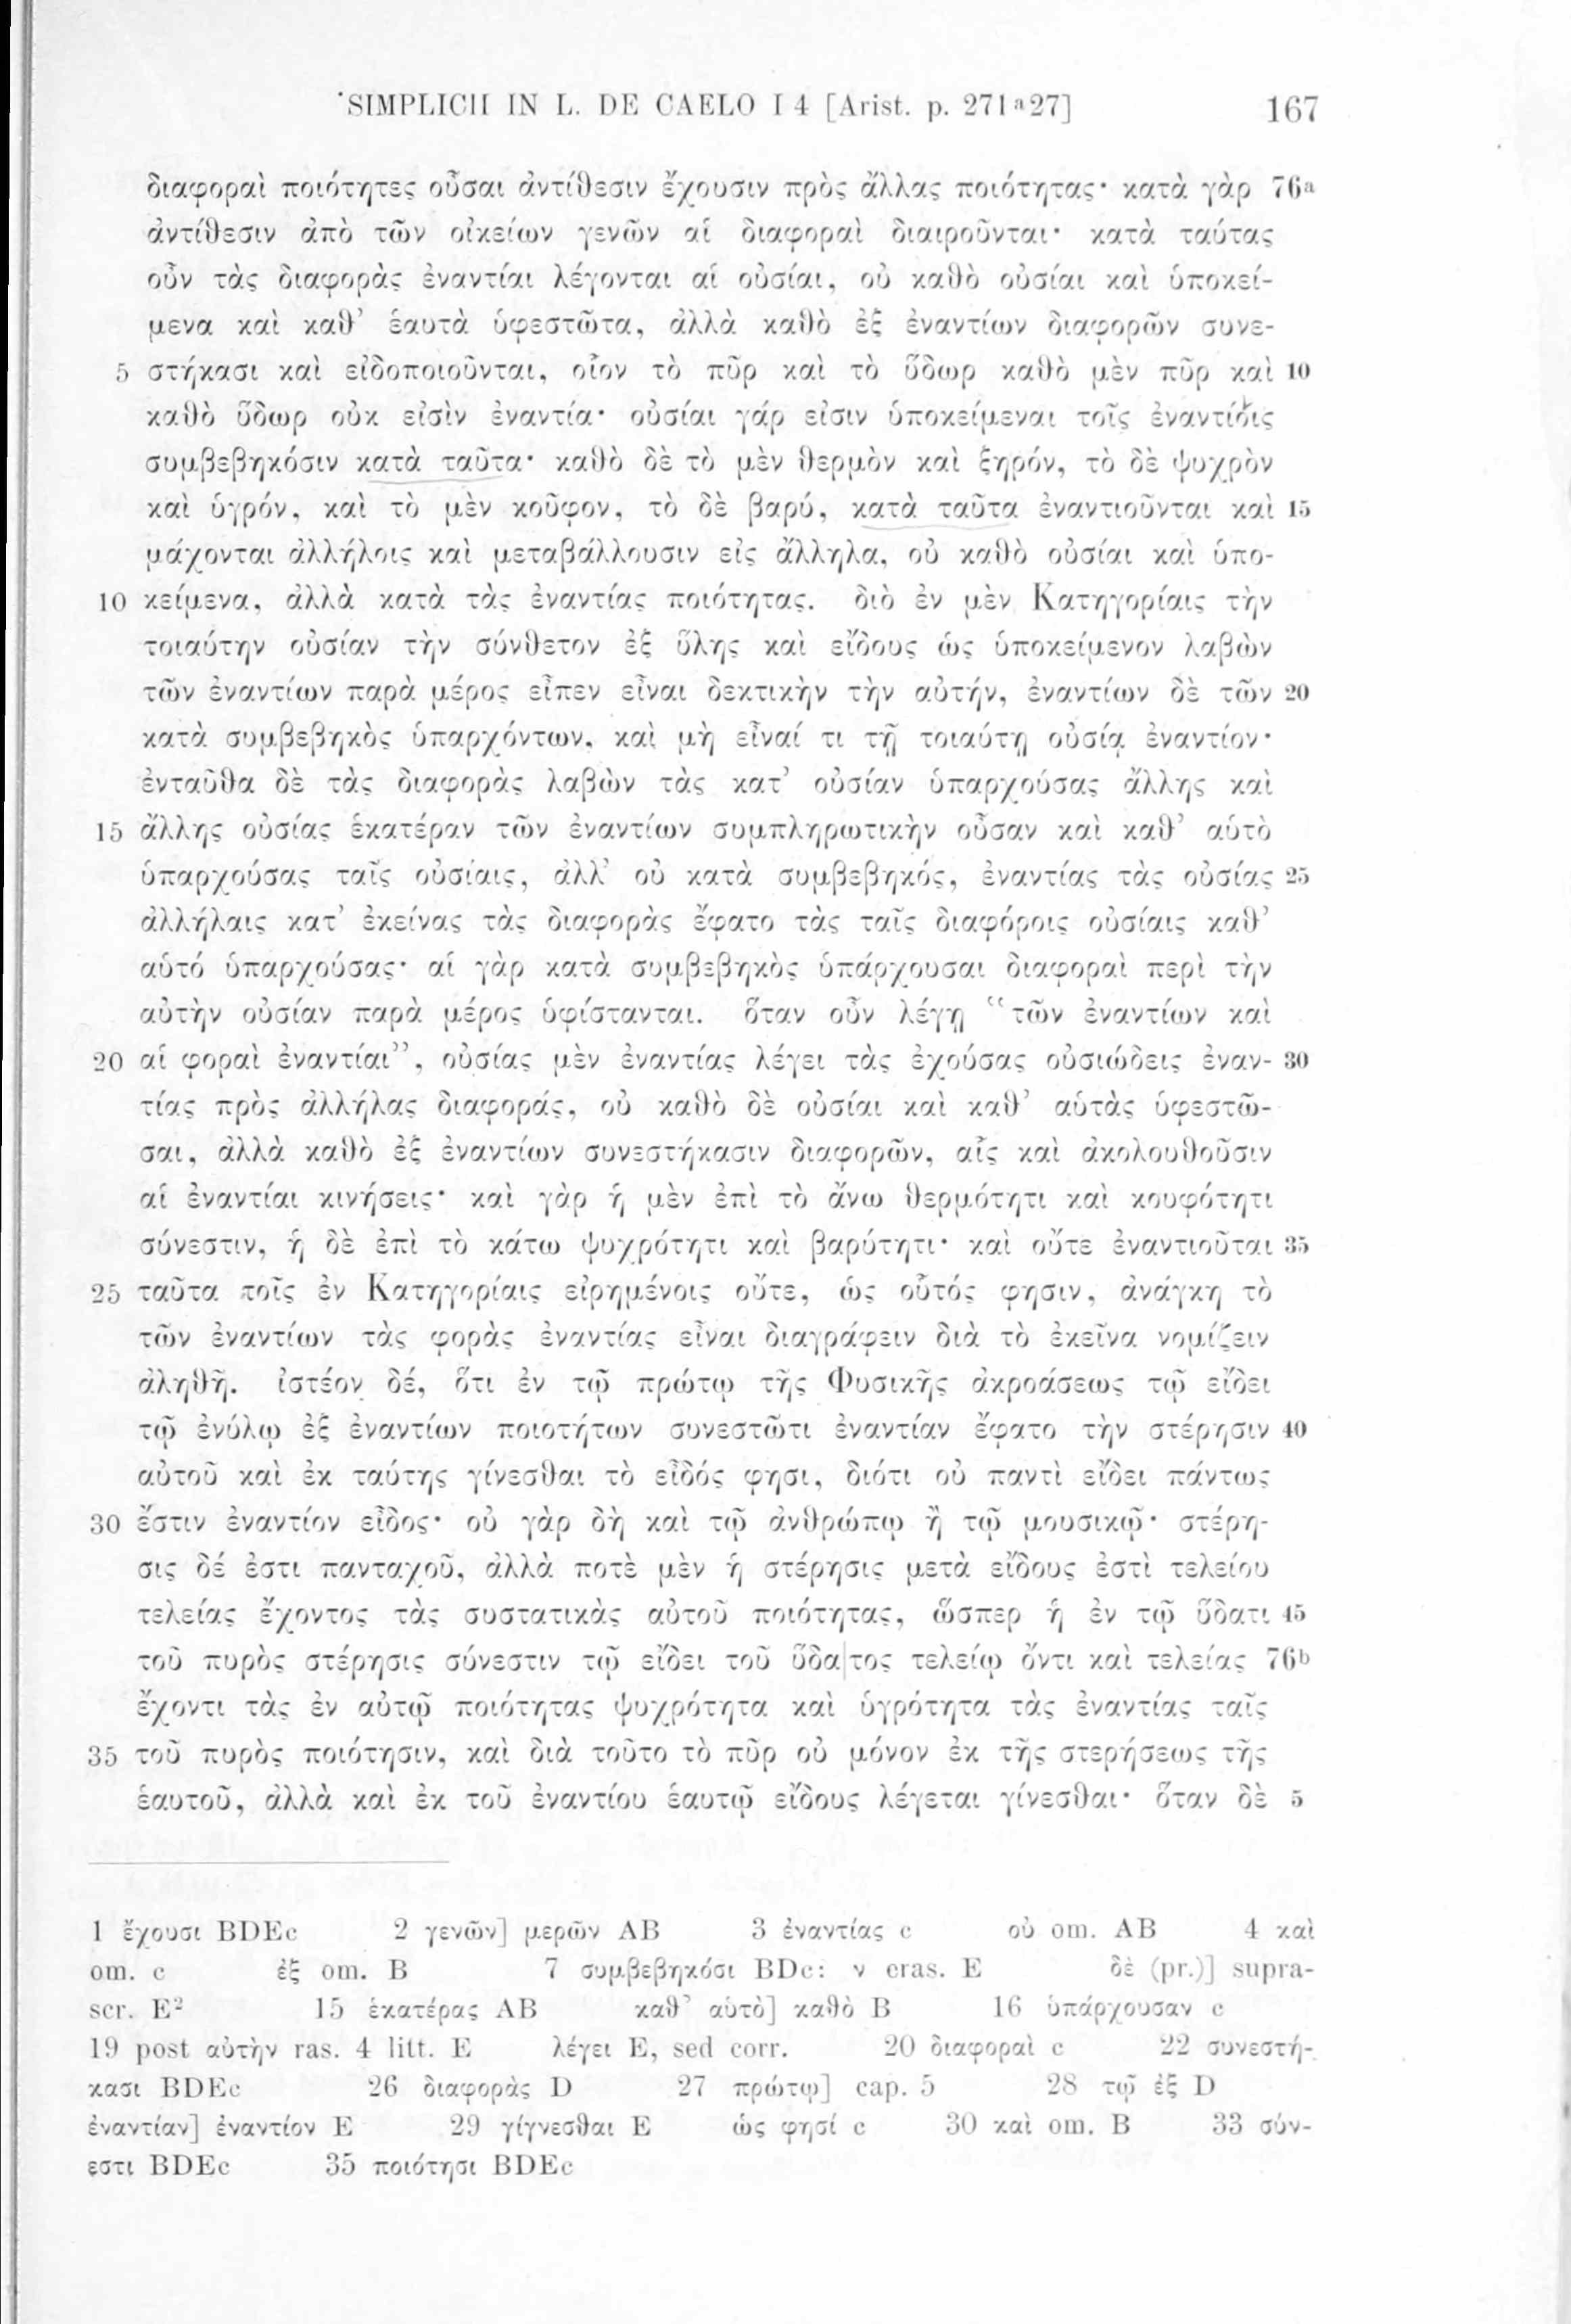 SIMPLICII IN L. DE CAELO I 4 [Arist. p. 271a27] 167
διαφοραὶ ποιότητες οὖσαι ἀντίθεσιν ἔχουσιν πρὸς ἄλλας ποιότητας· κατὰ γὰρ 76a
ἀντίθεσιν ἀπὸ τῶν οἰκείων γενῶν αἱ διαφοραὶ διαιροῦνται· κατὰ ταύτας
οὖν τὰς διαφορὰς ἐναντίαι λέγονται αἱ οὐσίαι, οὐ καθὸ οὐσίαι καὶ ὑποκεί-
μενα καὶ καθ’ ἑαυτὰ ὑφεστῶτα, ἀλλὰ καθὸ ἐξ ἐναντίων διαφορῶν συνε-
5 στήκασι καὶ εἰδοποιοῦνται, οἷον τὸ πῦρ καὶ τὸ ὕδωρ καθὸ μὲν πῦρ καὶ 10
καθὸ ὕδωρ οὐκ εἰσὶν ἐναντία· οὐσίαι γάρ εἰσιν ὑποκείμεναι τοῖς ἐναντίοις
συμβεβηκόσιν κατὰ ταῦτα· καθὸ δὲ τὸ μὲν θερμὸν καὶ ξηρόν, τὸ δὲ ψυχρὸν
καὶ ὑγρόν, καὶ τὸ μὲν κοῦφον, τὸ δὲ βαρύ, κατὰ ταῦτα ἐναντιοῦνται καὶ 15
μάχονται ἀλλήλοις καὶ μεταβάλλουσιν εἰς ἄλληλα, οὐ καθὸ οὐσίαι καὶ ὑπο-
10 κείμενα, ἀλλὰ κατὰ τὰς ἐναντίας ποιότητας. διὸ ἐν μὲν Κατηγορίαις τὴν
τοιαύτην οὐσίαν τὴν σύνθετον ἐξ ὕλης καὶ εἴδους ὡς ὑποκείμενον λαβὼν
τῶν ἐναντίων παρὰ μέρος εἶπεν εἶναι δεκτικὴν τὴν αὐτήν, ἐναντίων δὲ τῶν 20
κατὰ συμβεβηκὸς ὑπαρχόντων, καὶ μὴ εἶναί τι τῇ τοιαύτῃ οὐσίᾳ ἐναντίον·
ἐνταῦθα δὲ τὰς διαφορὰς λαβὼν τὰς κατ’ οὐσίαν ὑπαρχούσας ἄλλης καὶ
15 ἄλλης οὐσίας ἑκατέραν τῶν ἐναντίων συμπληρωτικὴν οὖσαν καὶ καθ’ αὑτὸ
ὑπαρχούσας ταῖς οὐσίαις, ἀλλ’ οὐ κατὰ συμβεβηκός, ἐναντίας τὰς οὐσίας 25
ἀλλήλαις κατ’ ἐκείνας τὰς διαφορὰς ἔφατο τὰς ταῖς διαφόροις οὐσίαις καθ’
αὑτό ὑπαρχούσας· αἱ γὰρ κατὰ συμβεβηκὸς ὑπάρχουσαι διαφοραὶ περὶ τὴν
αὐτὴν οὐσίαν παρὰ μέρος ὑφίστανται. ὅταν οὖν λέγῃ “τῶν ἐναντίων καὶ
20 αἱ φοραὶ ἐναντίαι”, οὐσίας μὲν ἐναντίας λέγει τὰς ἐχούσας οὐσιώδεις ἐναν- 30
τίας πρὸς ἀλλήλας διαφοράς, οὐ καθὸ δὲ οὐσίαι καὶ καθ’ αὑτὰς ὑφεστῶ-
σαι, ἀλλὰ καθὸ ἐξ ἐναντίων συνεστήκασιν διαφορῶν, αἷς καὶ ἀκολουθοῦσιν
αἱ ἐναντίαι κινήσεις· καὶ γὰρ ἡ μὲν ἐπὶ τὸ ἄνω θερμότητι καὶ κουφότητι
σύνεστιν, ἡ δὲ ἐπὶ τὸ κάτω ψυχρότητι καὶ βαρύτητι· καὶ οὔτε ἐναντιοῦται 35
25 ταῦτα τοῖς ἐν Κατηγορίαις εἰρημένοις οὔτε, ὡς οὗτός φησιν, ἀνάγκη τὸ
τῶν ἐναντίων τὰς φορὰς ἐναντίας εἶναι διαγράφειν διὰ τὸ ἐκεῖνα νομίζειν
ἀληθῆ. ἰστέον δέ, ὅτι ἐν τῷ πρώτῳ τῆς Φυσικῆς ἀκροάσεως τῷ εἴδει
τῷ ἐνύλῳ ἐξ ἐναντίων ποιοτήτων συνεστῶτι ἐναντίαν ἔφατο τὴν στέρησιν 40
αὐτοῦ καὶ ἐκ ταύτης γίνεσθαι τὸ εἶδός φησι, διότι οὐ παντὶ εἴδει πάντως
30 ἔστιν ἐναντίον εἶδος· οὐ γὰρ δὴ καὶ τῷ ἀνθρώπῳ ἢ τῷ μουσικῷ· στέρη-
σις δέ ἐστι πανταχοῦ, ἀλλὰ ποτὲ μὲν ἡ στέρησις μετὰ εἴδους ἐστὶ τελείου
τελείας ἔχοντος τὰς συστατικὰς αὐτοῦ ποιότητας, ὥσπερ ἡ ἐν τῷ ὕδατι 45
τοῦ πυρὸς στέρησις σύνεστιν τῷ εἴδει τοῦ ὕδα|τος τελείῳ ὄντι καὶ τελείας 76b
ἔχοντι τὰς ἐν αὐτῷ ποιότητας ψυχρότητα καὶ ὑγρότητα τὰς ἐναντίας ταῖς
35 τοῦ πυρὸς ποιότησιν, καὶ διὰ τοῦτο τὸ πῦρ οὐ μόνον ἐκ τῆς στερήσεως τῆς
ἑαυτοῦ, ἀλλὰ καὶ ἐκ τοῦ ἐναντίου ἑαυτῷ εἴδους λέγεται γίνεσθαι· ὅταν δὲ 5
1 ἔχουσι BDEc 2 γενῶν] μερῶν AB 3 ἐναντίας c οὐ om. AB 4 καὶ
om. c ἐξ om. B 7 συμβεβηκόσι BDc: ν eras. E δὲ (pr.)] supra-
scr. E² 15 ἑκατέρας AB καθ’ αὑτὸ] καθὸ B 16 ὑπάρχουσαν c
19 post αὐτὴν ras. 4 litt. E λέγει E, sed corr. 20 διαφοραὶ c 22 συνεστή-
κασι BDEc 26 διαφορὰς D 27 πρώτῳ] cap. 5 28 τῷ ἐξ D
ἐναντίαν] ἐναντίον E 29 γίγνεσθαι E ὡς φησί c 30 καὶ om. B 33 σύν-
εστι BDEc 35 ποιότησι BDEc